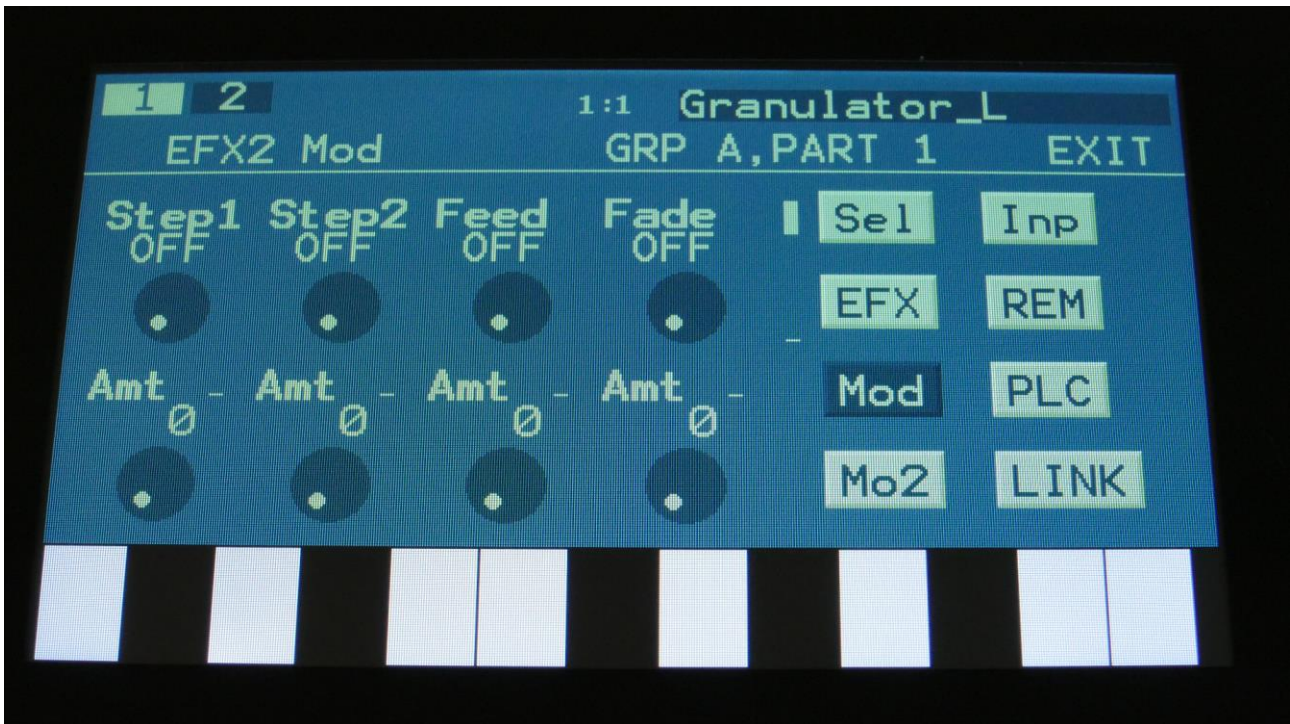 1 2 1:1 Granulator_L
EFX2 Mod GRP A,PART 1 EXIT
Step1 Step2 Feed Fade Sel Inp
OFF OFF OFF OFF
EFX REM
Amt - Amt - Amt - Amt - Mod PLC
0 0 0 0
Mo2 LINK